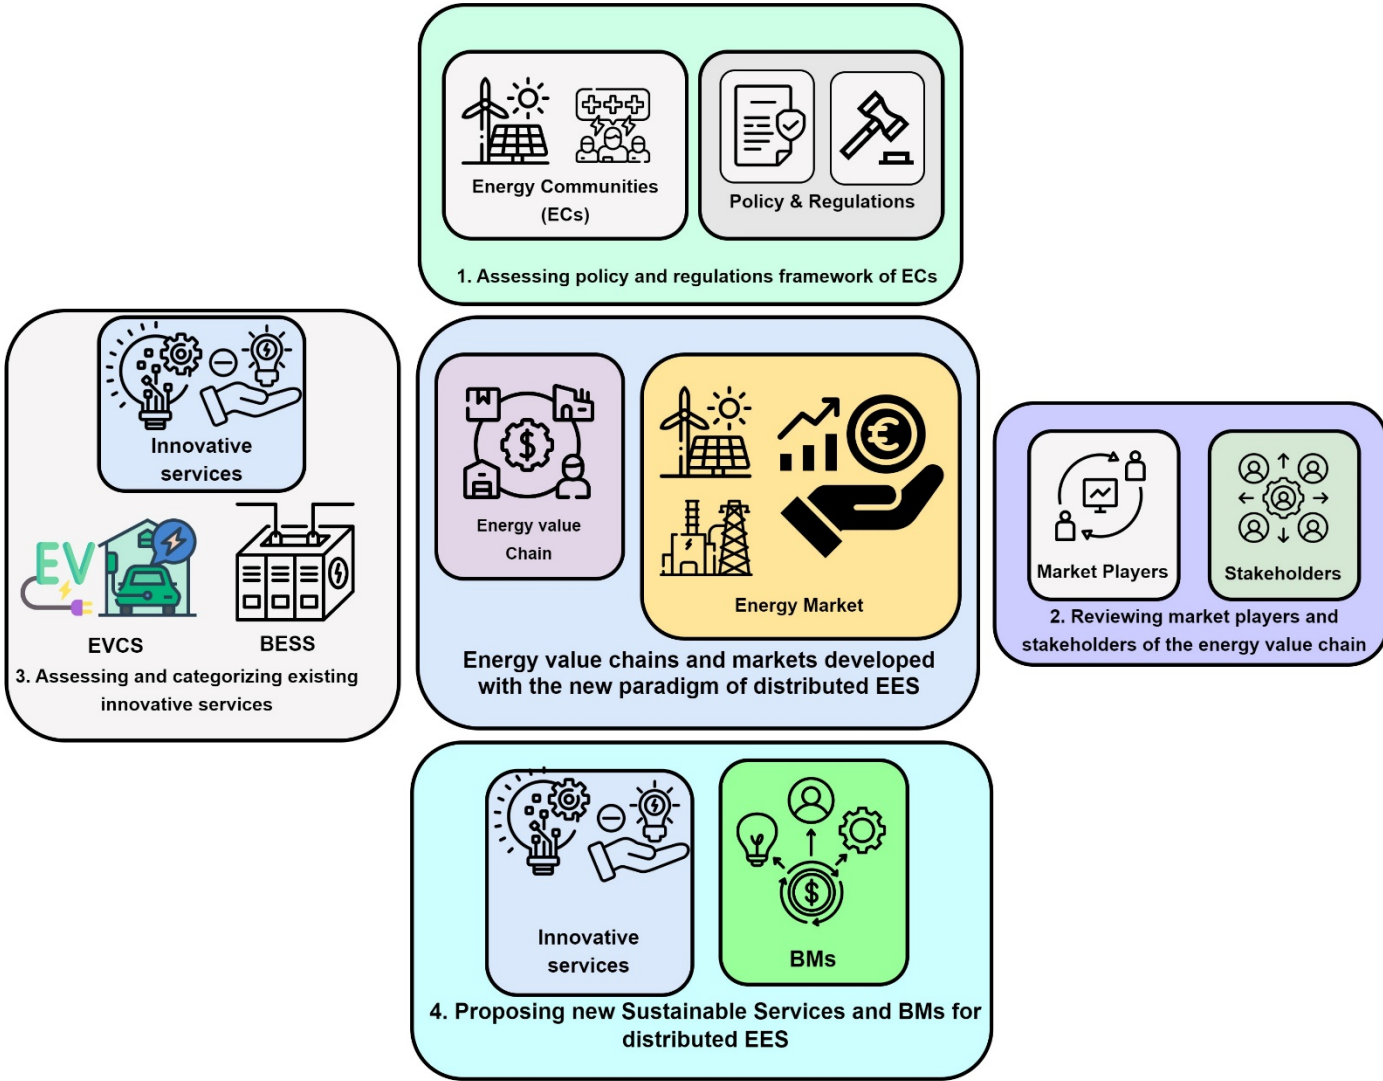 Energy Communities
(ECs)
Policy & Regulations
1. Assessing policy and regulations framework of ECs
Innovative
services
EV
EVCS
BESS
3. Assessing and categorizing existing
innovative services
$
Energy value
Chain
€
Energy Market
Energy value chains and markets developed
with the new paradigm of distributed EES
Market Players
Stakeholders
2. Reviewing market players and
stakeholders of the energy value chain
Innovative
services
$
BMs
4. Proposing new Sustainable Services and BMs for
distributed EES